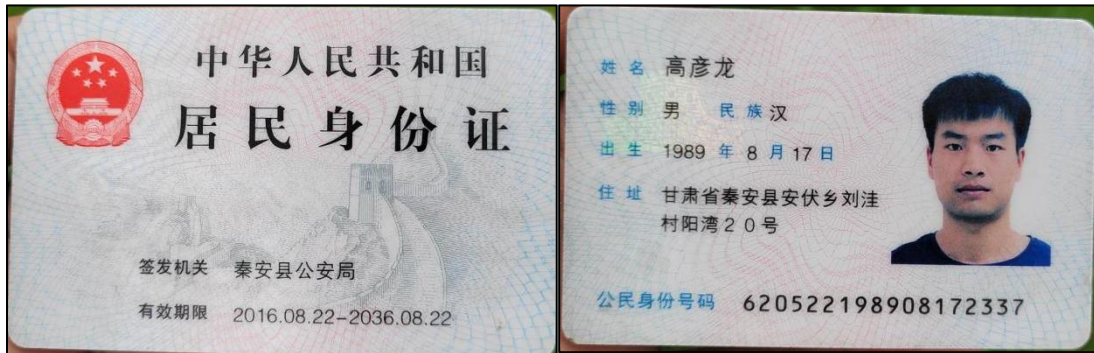 中华人民共和国
居民身份证
签发机关 秦安县公安局
有效期限 2016.08.22-2036.08.22
姓名 高彦龙
性别 男 民族 汉
出生 1989 年 8 月 17 日
住址 甘肃省秦安县安伏乡刘洼
村阳湾20号
公民身份号码 620522198908172337